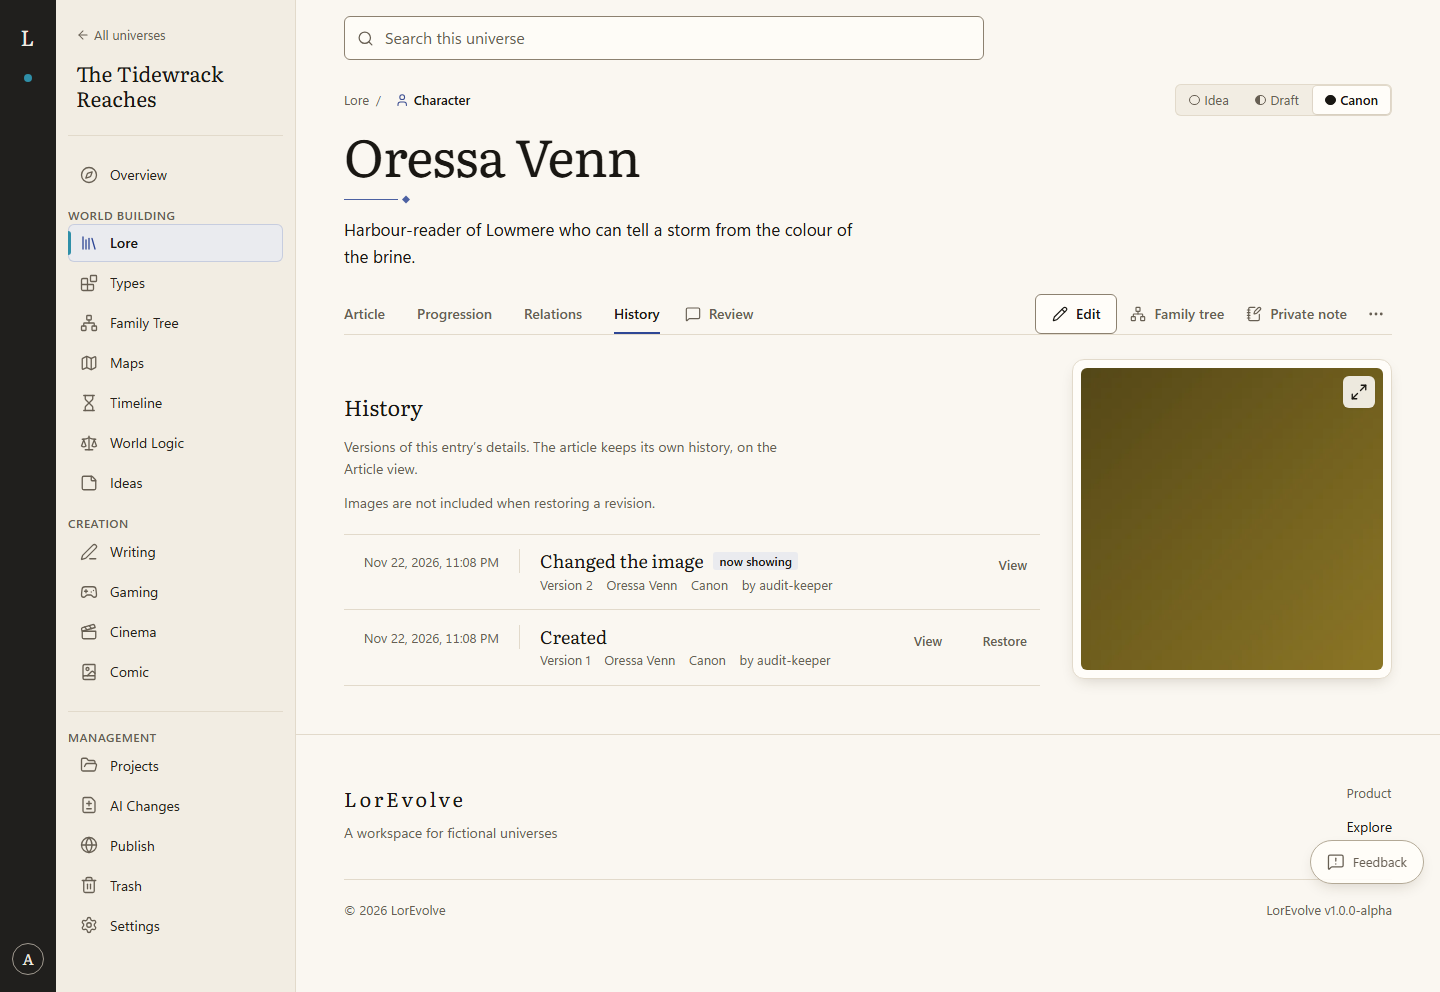 L
All universes
The Tidewrack
Reaches
Overview
WORLD BUILDING
Lore
Types
Family Tree
Maps
Timeline
World Logic
Ideas
CREATION
Writing
Gaming
Cinema
Comic
MANAGEMENT
Projects
AI Changes
Publish
Trash
Settings
A
Search this universe
Lore / Character
Idea Draft Canon
Oressa Venn
Harbour-reader of Lowmere who can tell a storm from the colour of
the brine.
Article Progression Relations History Review
Edit Family tree Private note
History
Versions of this entry's details. The article keeps its own history, on the
Article view.
Images are not included when restoring a revision.
Nov 22, 2026, 11:08 PM
Changed the image now showing
Version 2 Oressa Venn Canon by audit-keeper
View
Nov 22, 2026, 11:08 PM
Created
Version 1 Oressa Venn Canon by audit-keeper
View Restore
LorEvolve
A workspace for fictional universes
Product
Explore
Feedback
© 2026 LorEvolve
LorEvolve v1.0.0-alpha